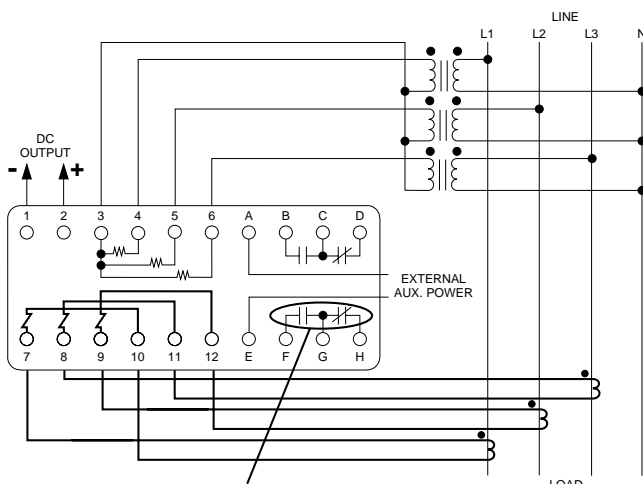 LINE
L1 L2 L3 N
DC
OUTPUT
- +
1 2 3 4 5 6 A B C D
EXTERNAL
AUX. POWER
7 8 9 10 11 12 E F G H
LOAD